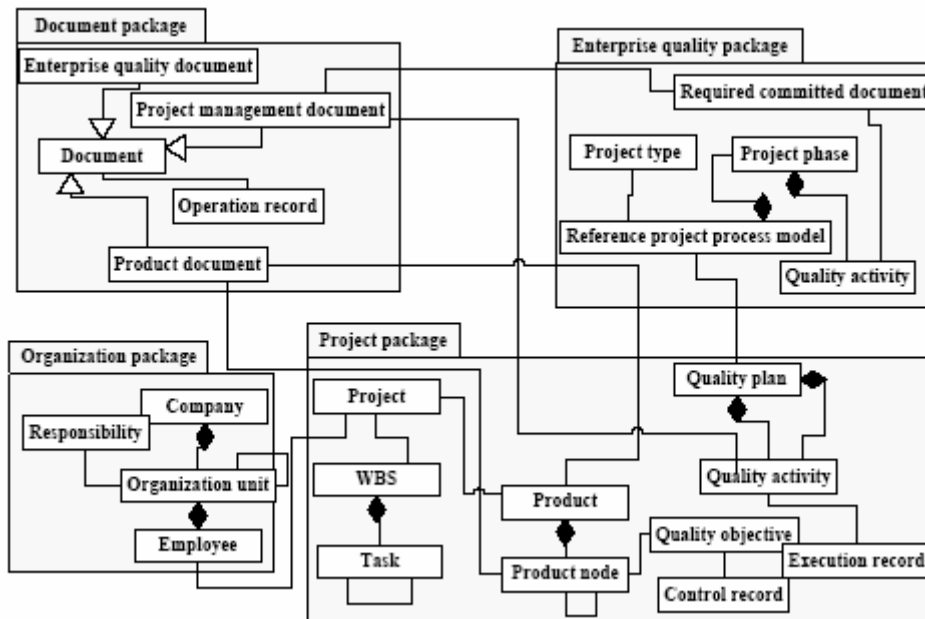 Document package
Enterprise quality document
Project management document
Document
Operation record
Product document
Enterprise quality package
Required committed document
Project type
Project phase
Reference project process model
Quality activity
Organization package
Company
Responsibility
Organization unit
Employee
Project package
Project
WBS
Task
Product
Product node
Quality plan
Quality activity
Quality objective
Execution record
Control record